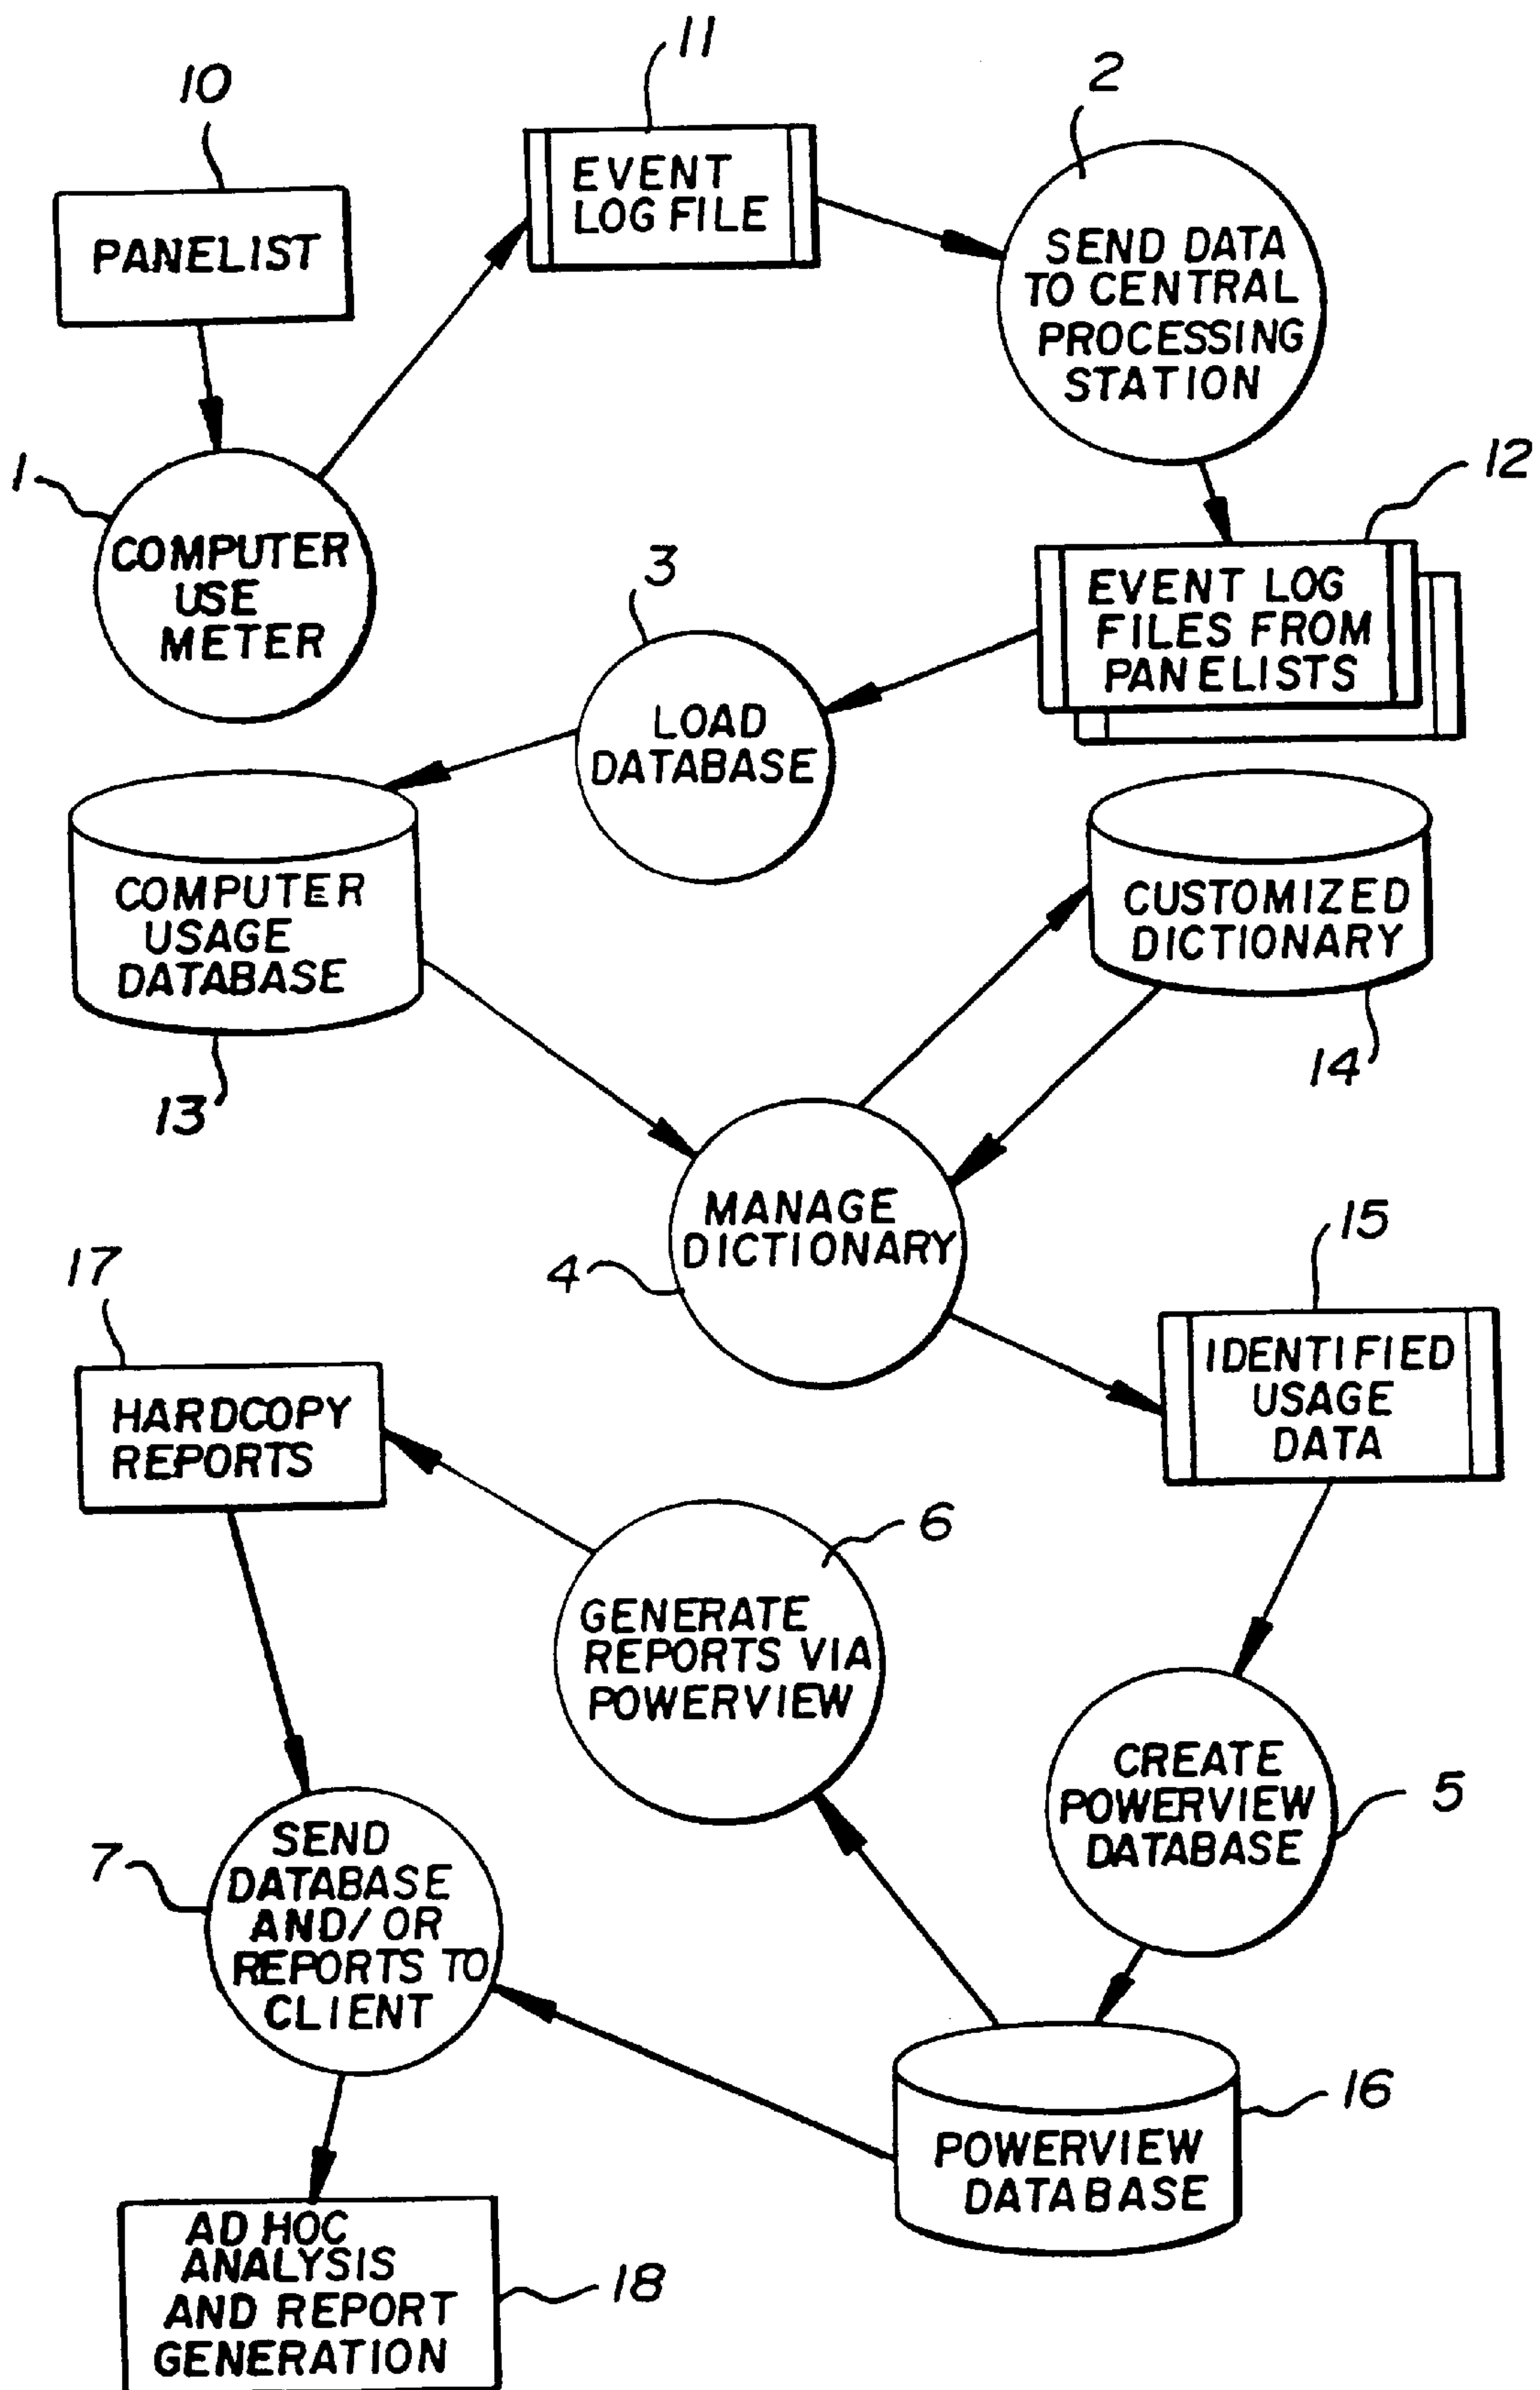 11
10
2
EVENT
LOG FILE
PANELIST
SEND DATA
TO CENTRAL
PROCESSING
STATION
1
12
COMPUTER
USE
METER
3
EVENT LOG
FILES FROM
PANELISTS
LOAD
DATABASE
COMPUTER
USAGE
DATABASE
CUSTOMIZED
DICTIONARY
13
14
MANAGE
DICTIONARY
4
15
17
IDENTIFIED
USAGE
DATA
HARDCOPY
REPORTS
6
GENERATE
REPORTS VIA
POWERVIEW
CREATE
POWERVIEW
DATABASE
5
7
SEND
DATABASE
AND/OR
REPORTS TO
CLIENT
16
POWERVIEW
DATABASE
AD HOC
ANALYSIS
AND REPORT
GENERATION
18